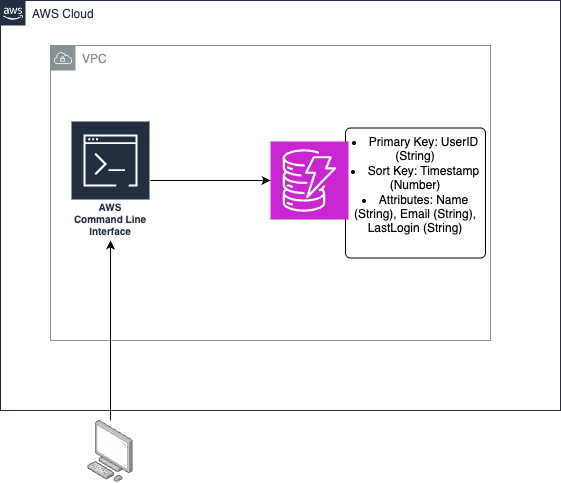 aws
AWS Cloud
VPC
AWS
Command Line
Interface
• Primary Key: UserID
(String)
• Sort Key: Timestamp
(Number)
• Attributes: Name
(String), Email (String),
LastLogin (String)